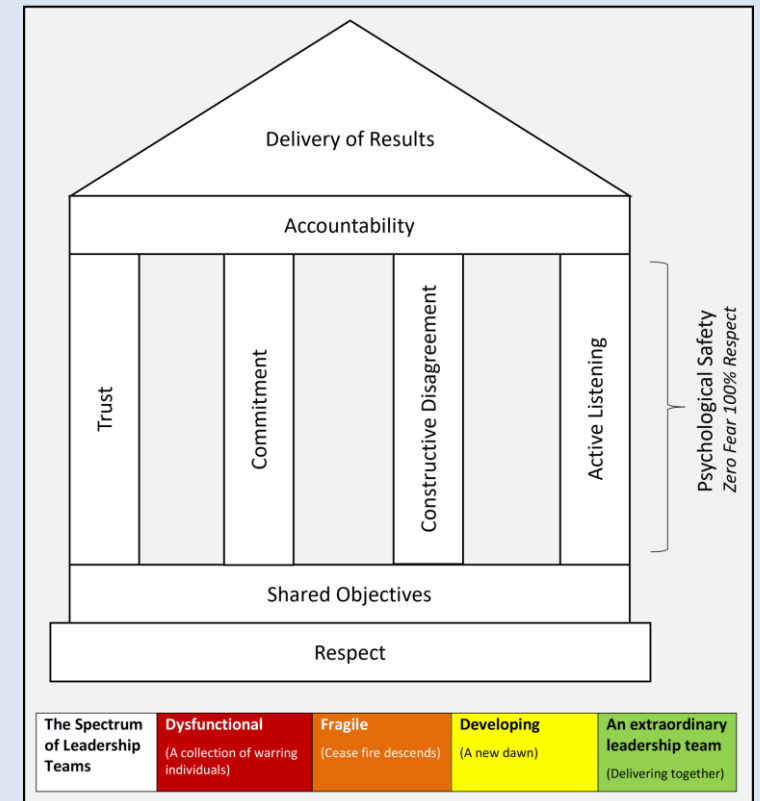 Delivery of Results
Accountability
Trust
Commitment
Constructive Disagreement
Active Listening
Psychological Safety
Zero Fear 100% Respect
Shared Objectives
Respect
The Spectrum
of Leadership
Teams
Dysfunctional
(A collection of warring
individuals)
Fragile
(Cease fire descends)
Developing
(A new dawn)
An extraordinary
leadership team
(Delivering together)